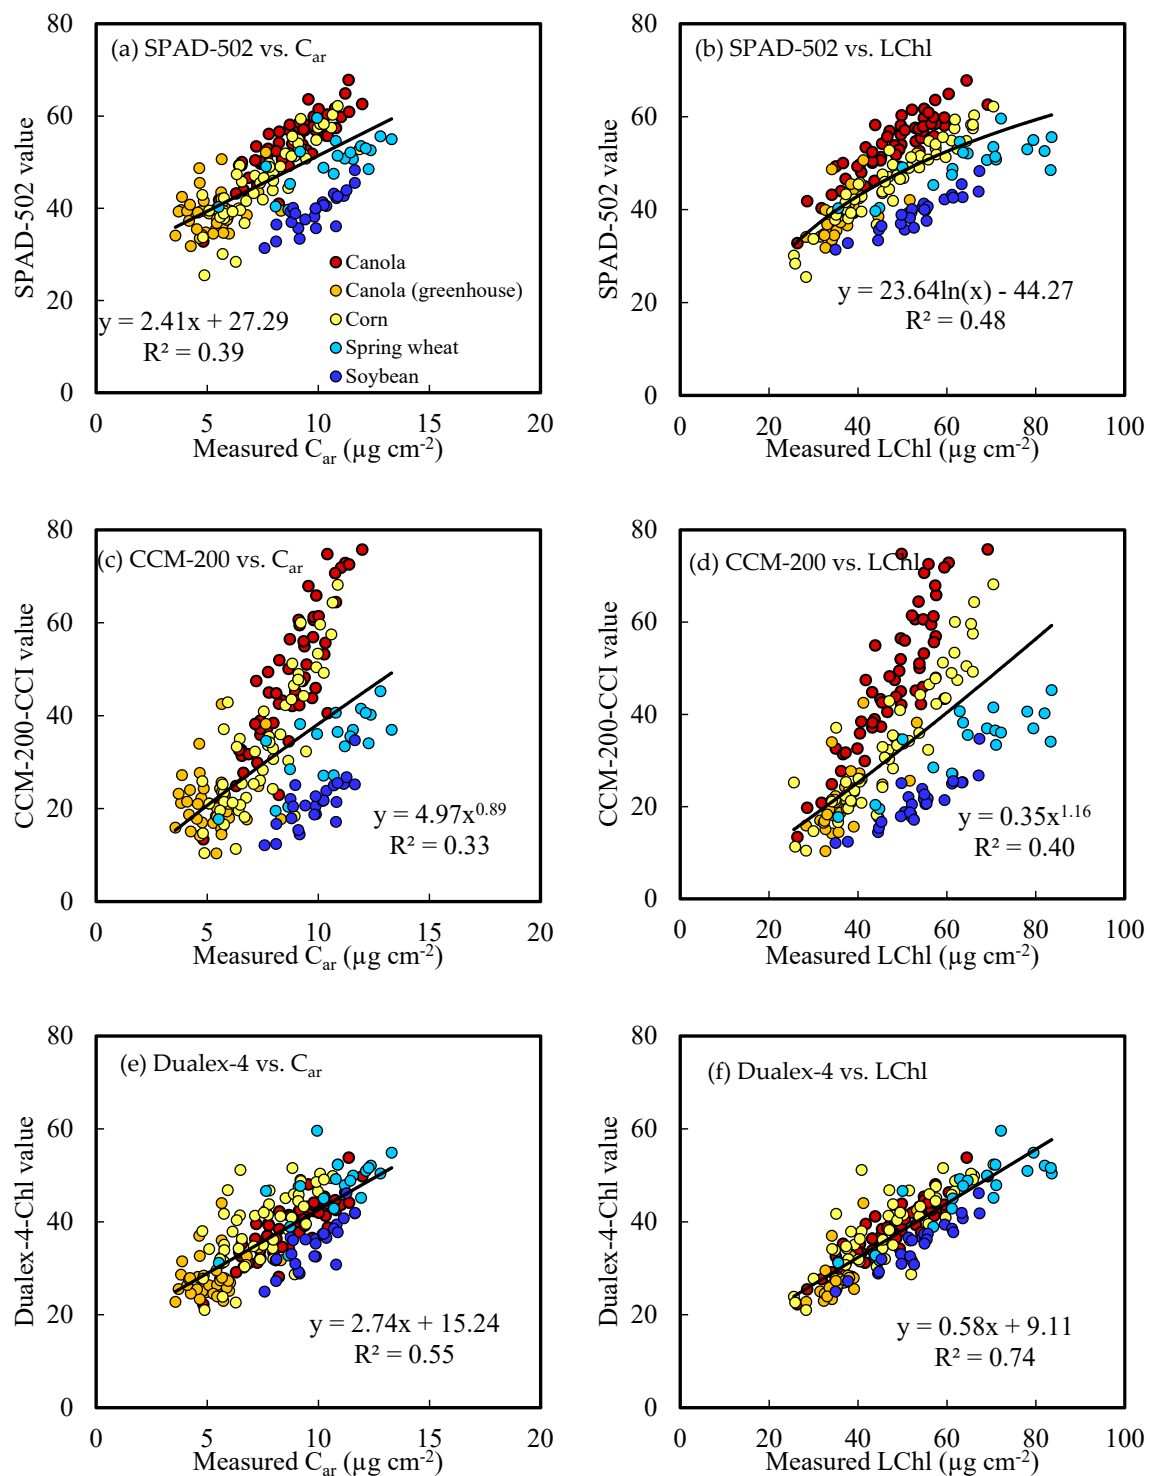 (a) SPAD-502 vs. Car
SPAD-502 value
80
60
40
20
0
Canola
Canola (greenhouse)
Corn
Spring wheat
Soybean
y = 2.41x + 27.29
R² = 0.39
0 5 10 15 20
Measured Car (µg cm-2)
(b) SPAD-502 vs. LChl
SPAD-502 value
80
60
40
20
0
y = 23.64ln(x) - 44.27
R² = 0.48
0 20 40 60 80 100
Measured LChl (µg cm-2)
(c) CCM-200 vs. Car
CCM-200-CCI value
80
60
40
20
0
y = 4.97x0.89
R² = 0.33
0 5 10 15 20
Measured Car (µg cm-2)
(d) CCM-200 vs. LChl
CCM-200-CCI value
80
60
40
20
0
y = 0.35x1.16
R² = 0.40
0 20 40 60 80 100
Measured LChl (µg cm-2)
(e) Dualex-4 vs. Car
Dualex-4-Chl value
80
60
40
20
0
y = 2.74x + 15.24
R² = 0.55
0 5 10 15 20
Measured Car (µg cm-2)
(f) Dualex-4 vs. LChl
Dualex-4-Chl value
80
60
40
20
0
y = 0.58x + 9.11
R² = 0.74
0 20 40 60 80 100
Measured LChl (µg cm-2)